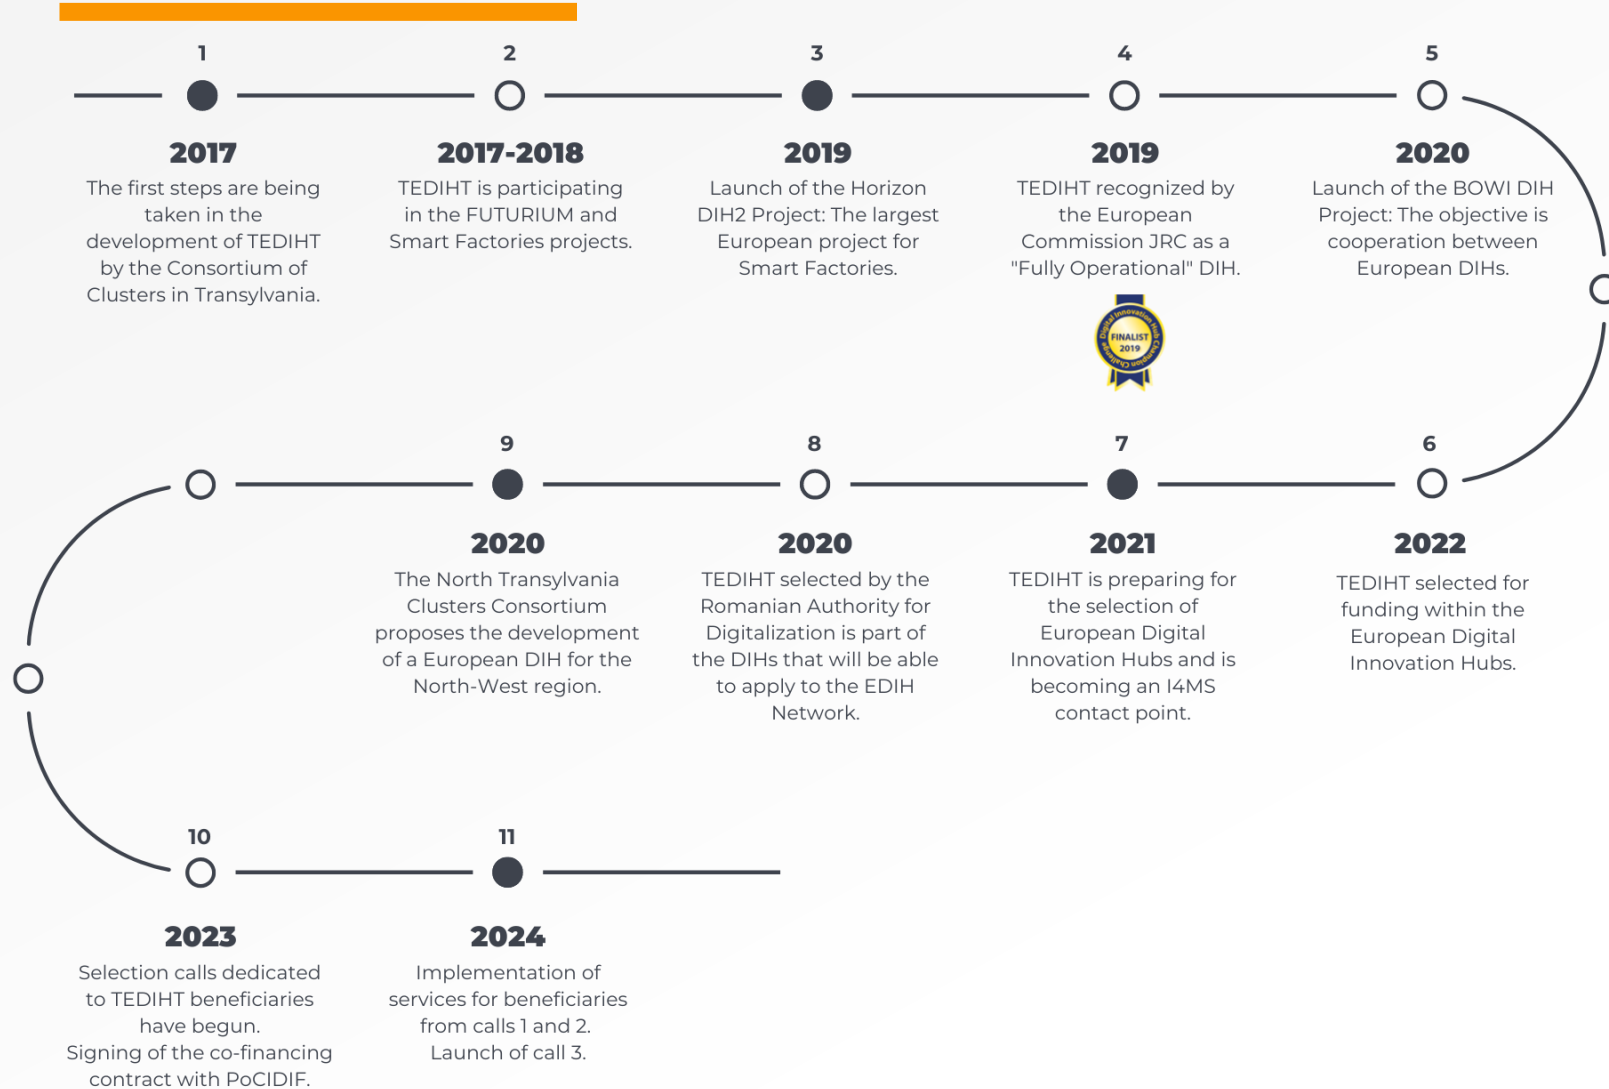 1
2017
The first steps are being
taken in the
development of TEDIHT
by the Consortium of
Clusters in Transylvania.
2
2017-2018
TEDIHT is participating
in the FUTURIUM and
Smart Factories projects.
3
2019
Launch of the Horizon
DIH2 Project: The largest
European project for
Smart Factories.
4
2019
TEDIHT recognized by
the European
Commission JRC as a
"Fully Operational" DIH.
Digital Innovation Hub Champion Challenge
FINALIST
2019
5
2020
Launch of the BOWI DIH
Project: The objective is
cooperation between
European DIHs.
9
2020
The North Transylvania
Clusters Consortium
proposes the development
of a European DIH for the
North-West region.
8
2020
TEDIHT selected by the
Romanian Authority for
Digitalization is part of
the DIHs that will be able
to apply to the EDIH
Network.
7
2021
TEDIHT is preparing for
the selection of
European Digital
Innovation Hubs and is
becoming an I4MS
contact point.
6
2022
TEDIHT selected for
funding within the
European Digital
Innovation Hubs.
10
2023
Selection calls dedicated
to TEDIHT beneficiaries
have begun.
Signing of the co-financing
contract with PoCIDIF.
11
2024
Implementation of
services for beneficiaries
from calls 1 and 2.
Launch of call 3.